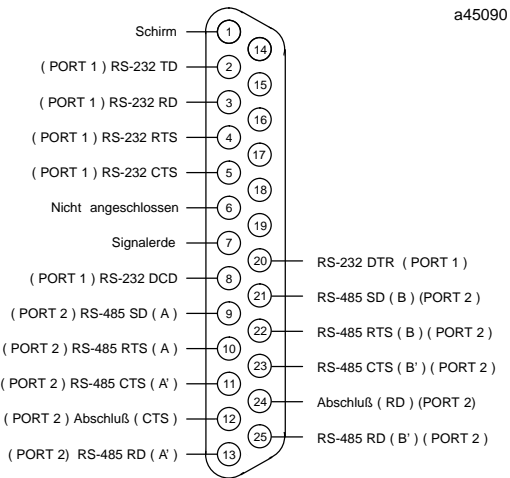 a45090
Schirm 1
14
( PORT 1 ) RS-232 TD 2
15
( PORT 1 ) RS-232 RD 3
16
( PORT 1 ) RS-232 RTS 4
17
( PORT 1 ) RS-232 CTS 5
18
Nicht angeschlossen 6
19
Signalerde 7
20 RS-232 DTR ( PORT 1 )
( PORT 1 ) RS-232 DCD 8
21 RS-485 SD ( B ) (PORT 2 )
( PORT 2 ) RS-485 SD ( A ) 9
22 RS-485 RTS ( B ) ( PORT 2 )
( PORT 2 ) RS-485 RTS ( A ) 10
23 RS-485 CTS ( B' ) ( PORT 2 )
( PORT 2 ) RS-485 CTS ( A' ) 11
24 Abschluß ( RD ) (PORT 2)
( PORT 2 ) Abschluß ( CTS ) 12
25 RS-485 RD ( B' ) ( PORT 2 )
( PORT 2) RS-485 RD ( A' ) 13